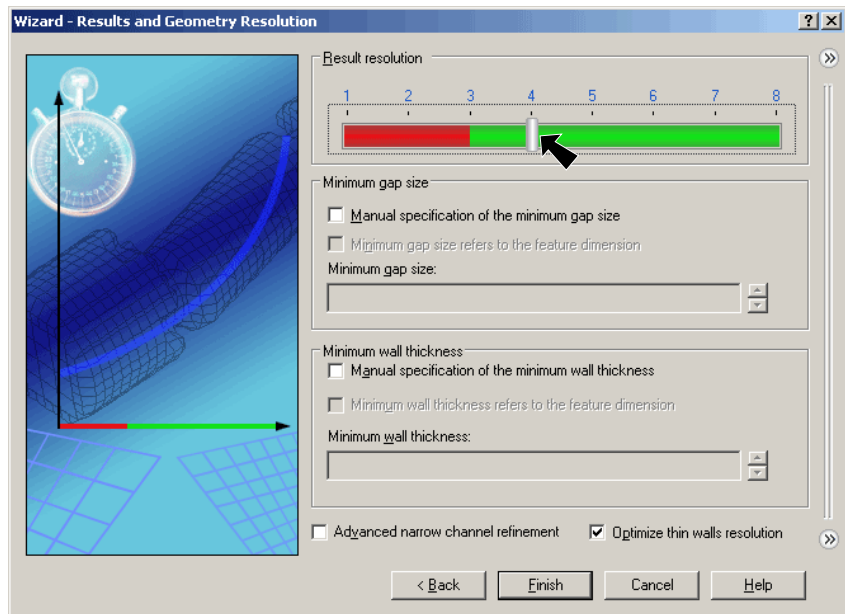 Wizard - Results and Geometry Resolution
Result resolution
1 2 3 4 5 6 7 8
Minimum gap size
Manual specification of the minimum gap size
Minimum gap size refers to the feature dimension
Minimum gap size:
Minimum wall thickness
Manual specification of the minimum wall thickness
Minimum wall thickness refers to the feature dimension
Minimum wall thickness:
Advanced narrow channel refinement Optimize thin walls resolution
< Back Finish Cancel Help